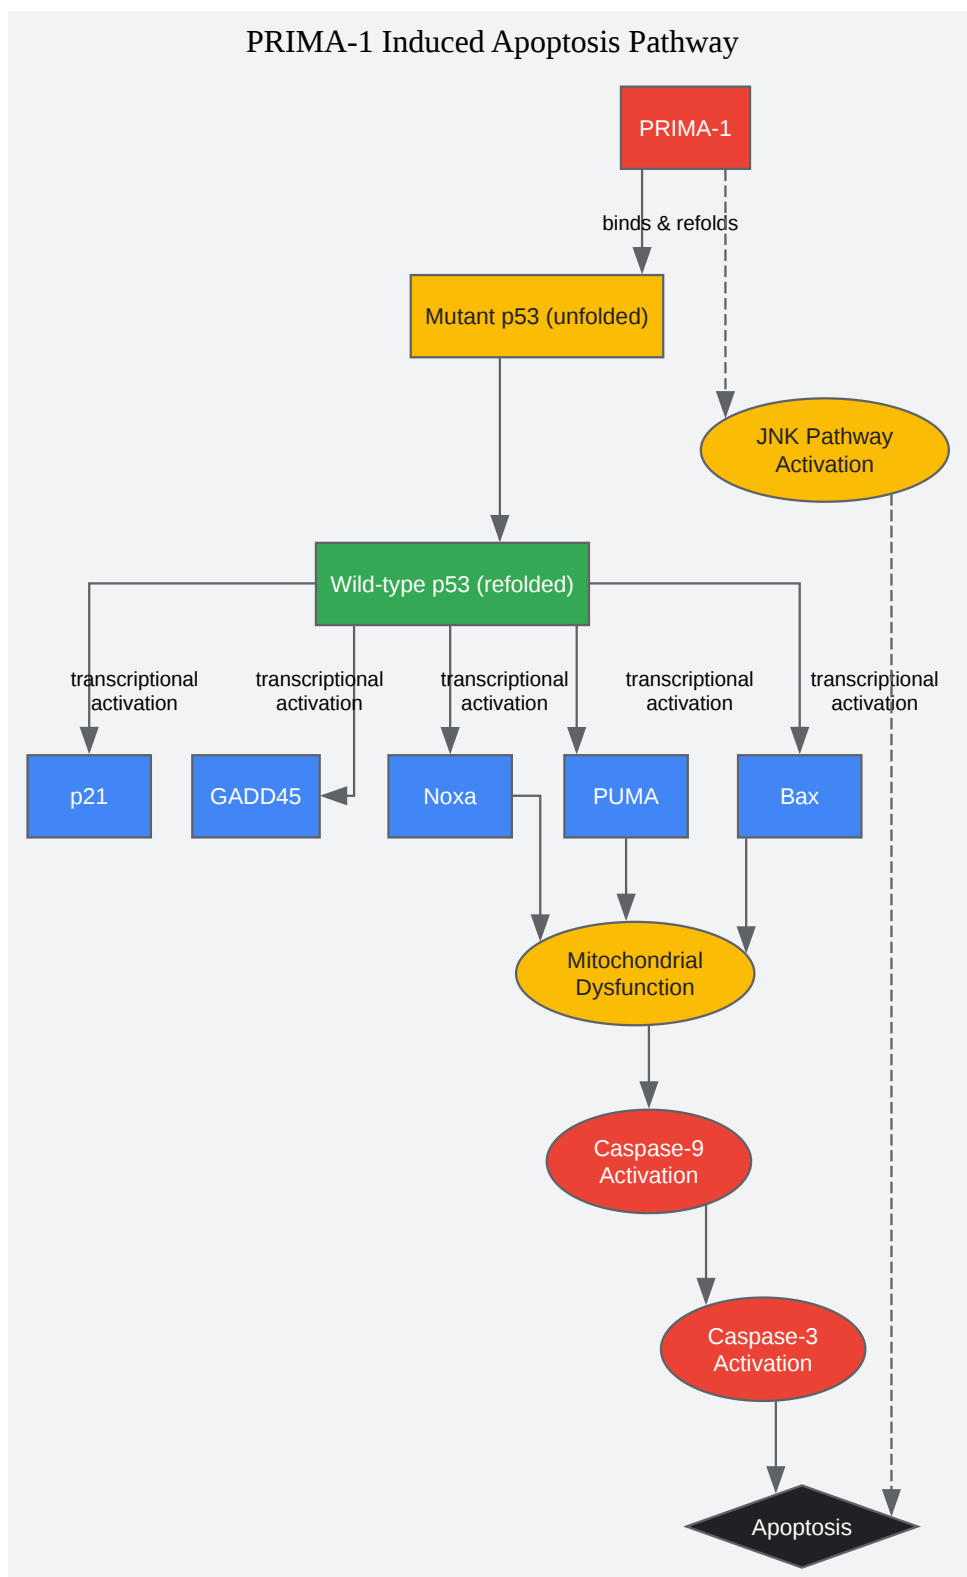 PRIMA-1 Induced Apoptosis Pathway
PRIMA-1
binds & refolds
Mutant p53 (unfolded)
JNK Pathway
Activation
Wild-type p53 (refolded)
transcriptional
activation
transcriptional
activation
transcriptional
activation
transcriptional
activation
transcriptional
activation
p21
GADD45
Noxa
PUMA
Bax
Mitochondrial
Dysfunction
Caspase-9
Activation
Caspase-3
Activation
Apoptosis